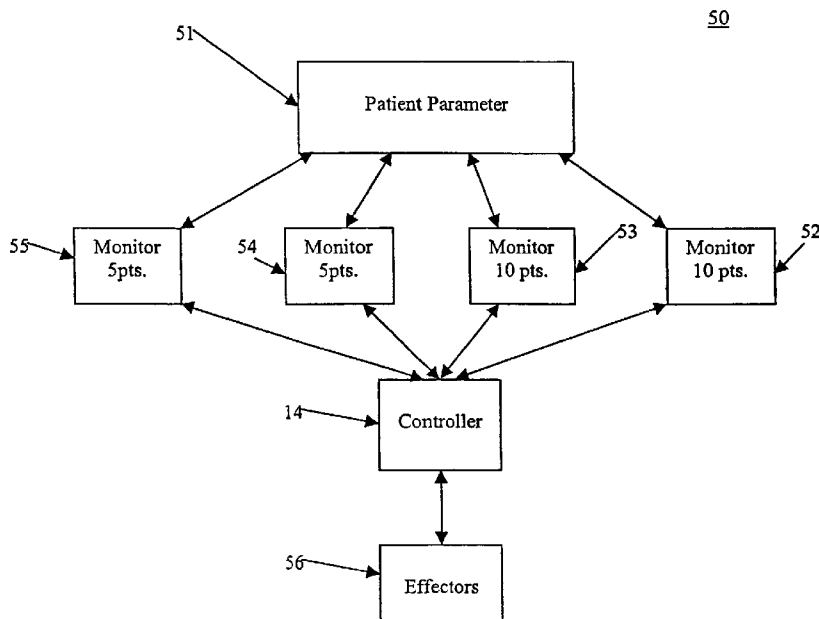 50
51
Patient Parameter
55
Monitor
5pts.
54
Monitor
5pts.
Monitor
10 pts.
53
Monitor
10 pts.
52
14
Controller
56
Effectors